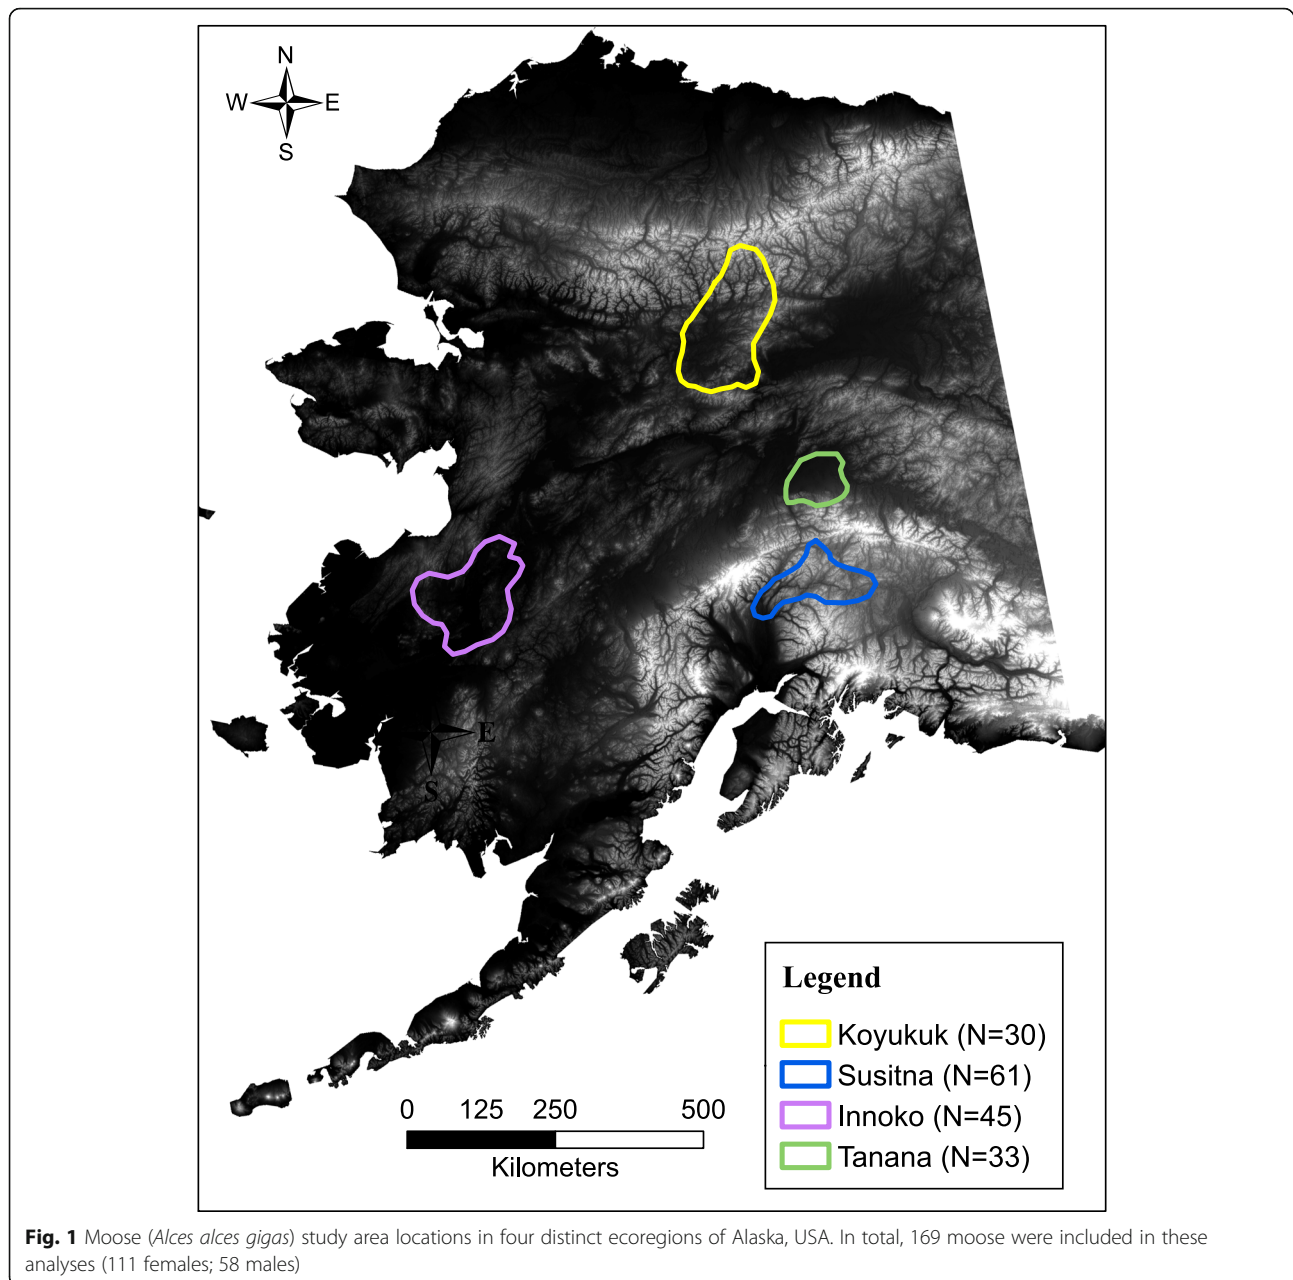 N
W E
S
E
S
Legend
Koyukuk (N=30)
Susitna (N=61)
Innoko (N=45)
Tanana (N=33)
0 125 250 500
Kilometers
Fig. 1 Moose (Alces alces gigas) study area locations in four distinct ecoregions of Alaska, USA. In total, 169 moose were included in these
analyses (111 females; 58 males)